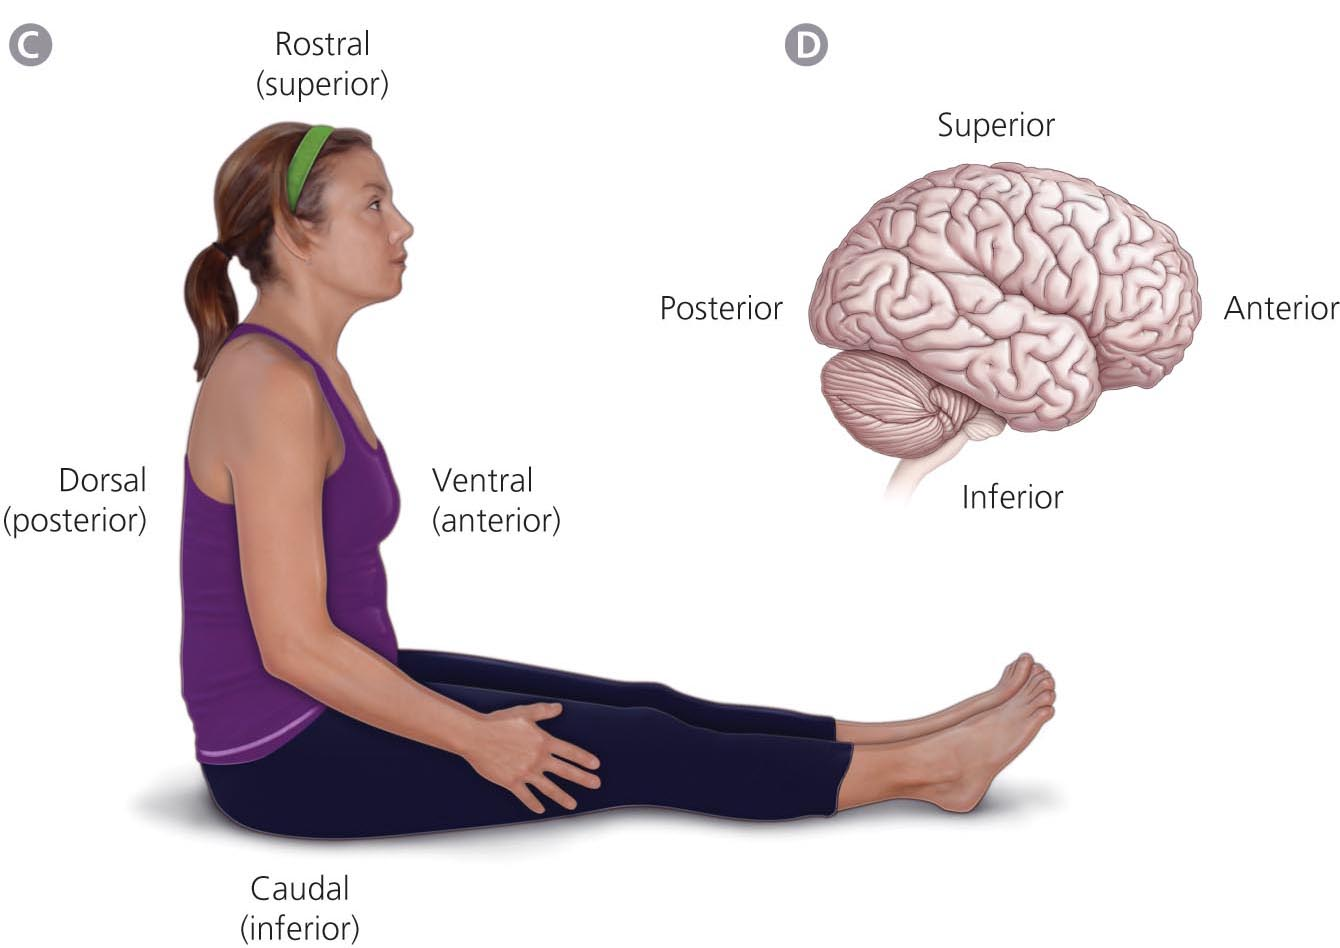 C
Rostral
(superior)
Dorsal
(posterior)
Ventral
(anterior)
Caudal
(inferior)
D
Superior
Posterior
Anterior
Inferior